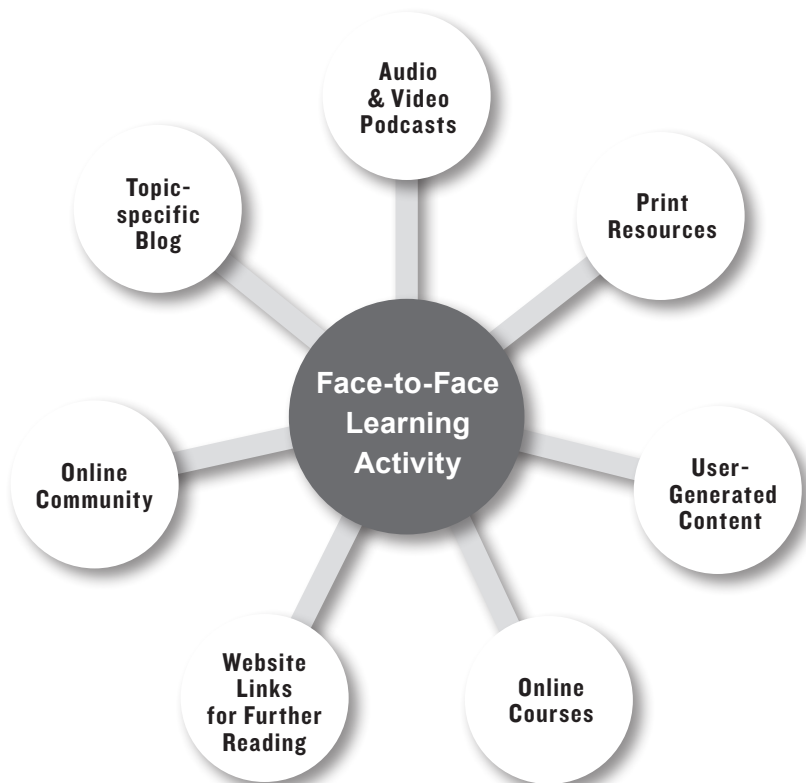 Audio
& Video
Podcasts
Topic-
specific
Blog
Print
Resources
Face-to-Face
Learning
Activity
Online
Community
User-
Generated
Content
Website
Links
for Further
Reading
Online
Courses